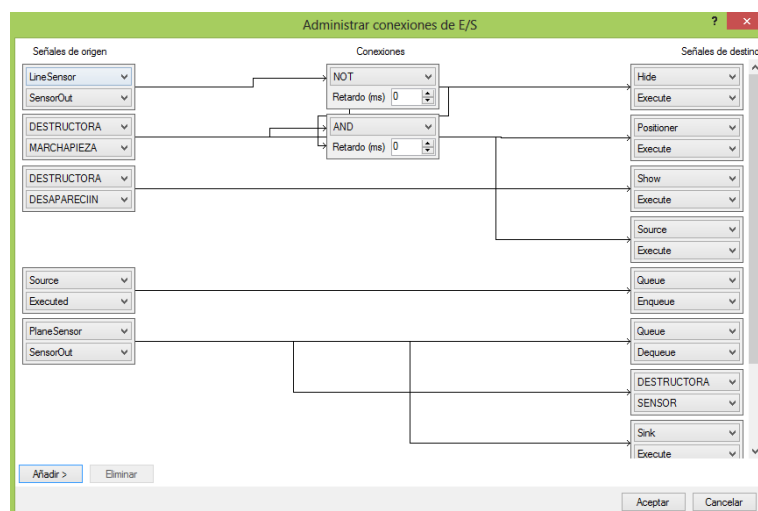 Administrar conexiones de E/S
?
×
Señales de origen
Conexiones
Señales de destino
LineSensor
SensorOut
DESTRUCTORA
MARCHAPIEZA
DESTRUCTORA
DESAPARECIIN
Source
Executed
PlaneSensor
SensorOut
NOT
Retardo (ms) 0
AND
Retardo (ms) 0
Hide
Execute
Positioner
Execute
Show
Execute
Source
Execute
Queue
Enqueue
Queue
Dequeue
DESTRUCTORA
SENSOR
Sink
Execute
Añadir >
Eliminar
Aceptar
Cancelar